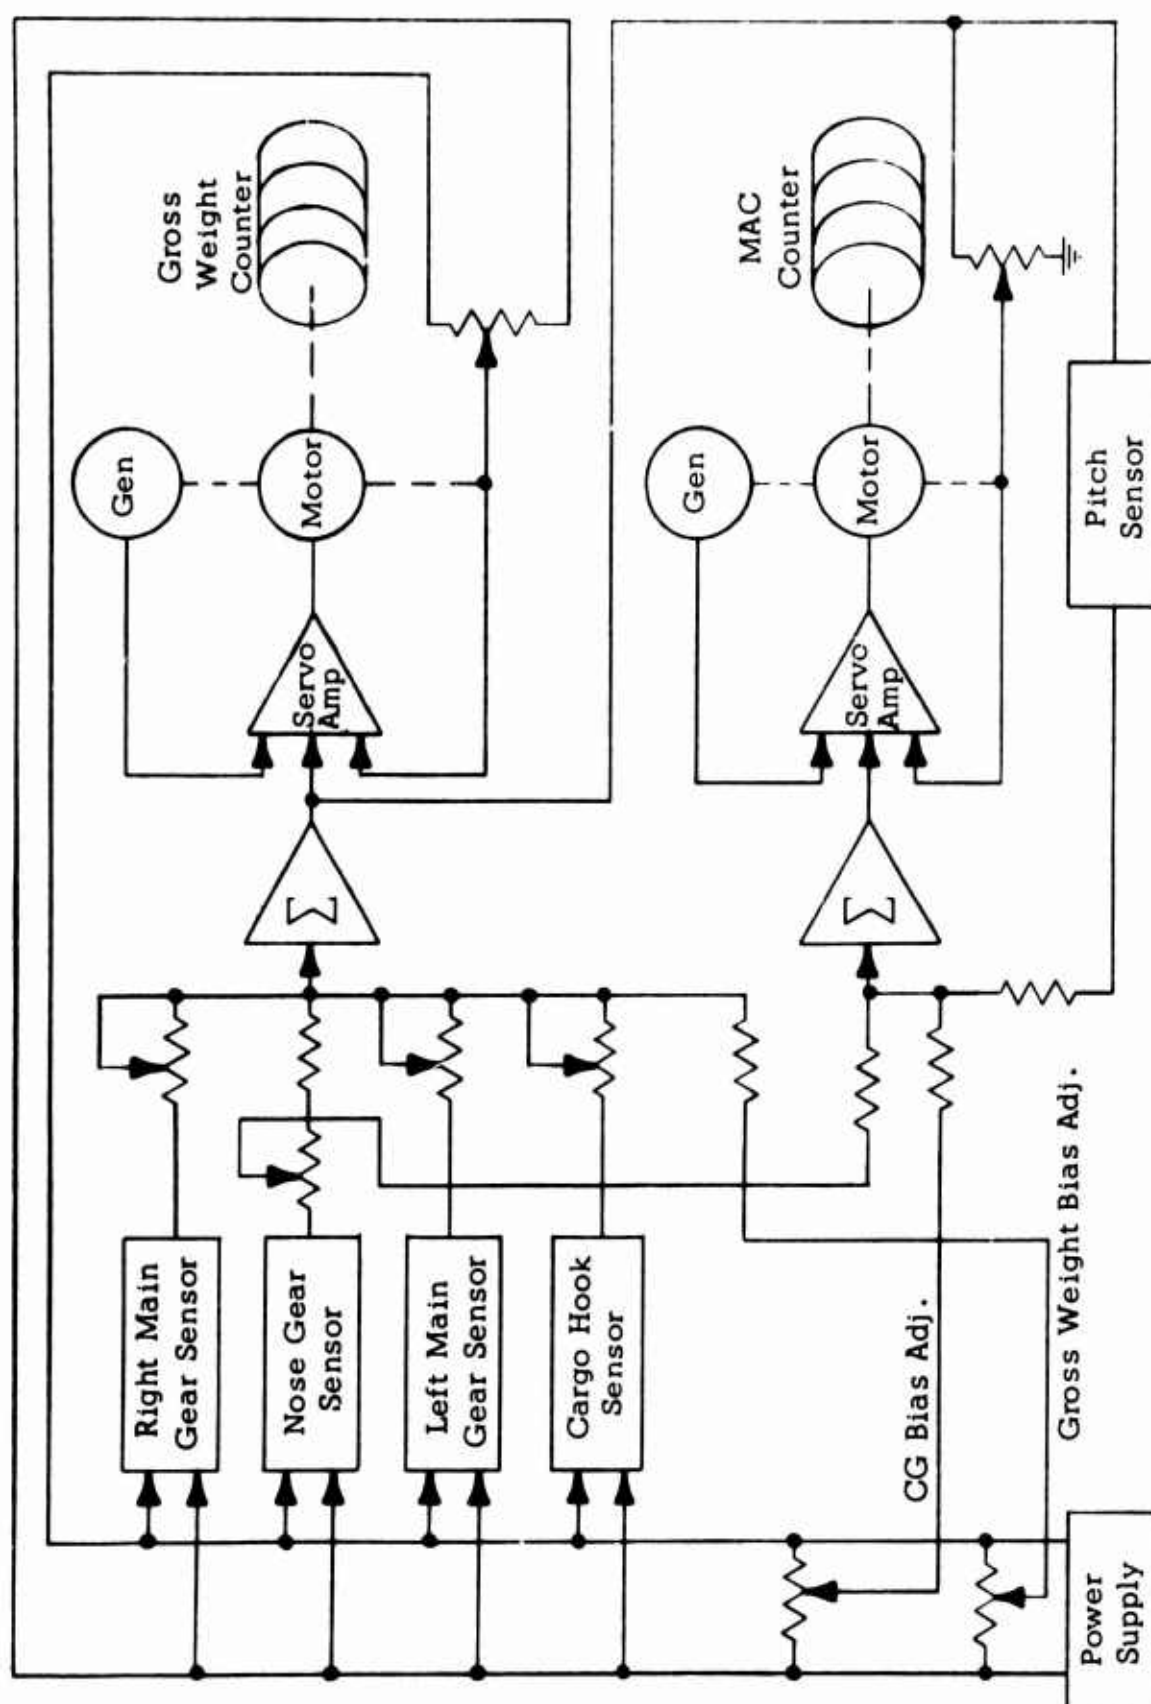 Right Main
Gear Sensor
Nose Gear
Sensor
Left Main
Gear Sensor
Cargo Hook
Sensor
Power
Supply
CG Bias Adj.
Gross Weight Bias Adj.
Σ
Σ
Servo
Amp
Servo
Amp
Gen
Motor
Gen
Motor
Gross
Weight
Counter
MAC
Counter
Pitch
Sensor